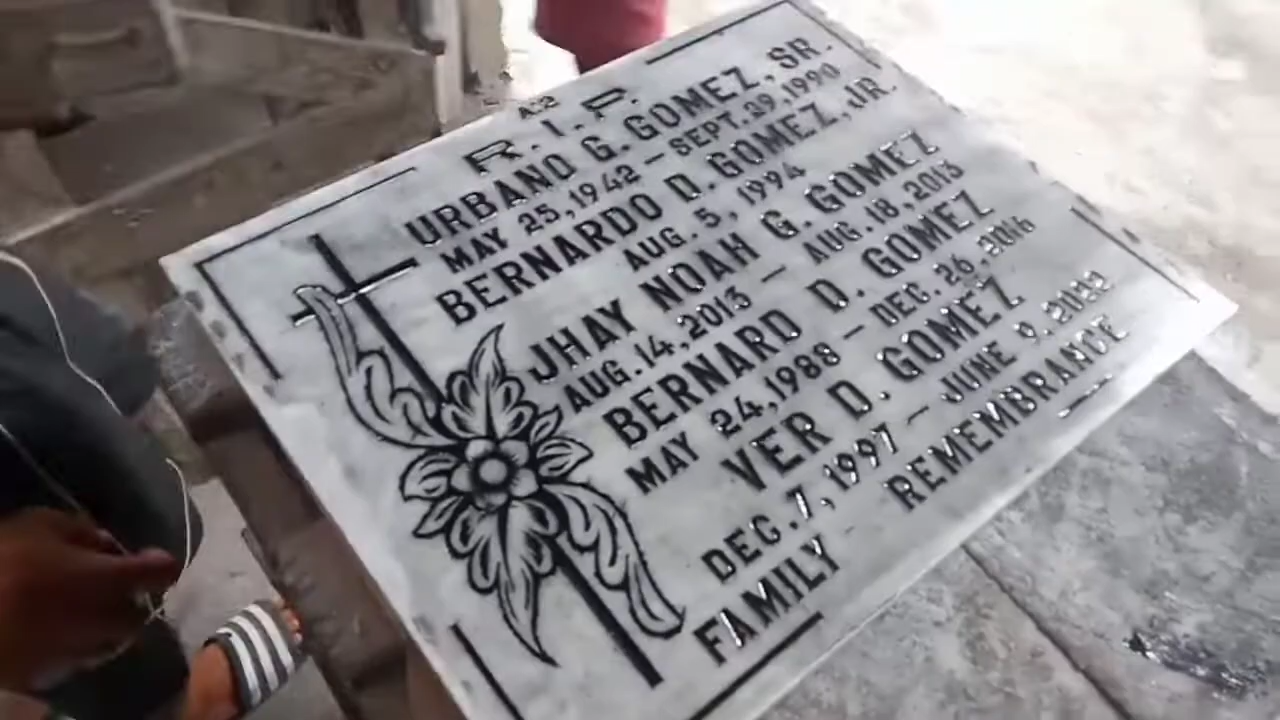 A:2
R.I.P.
URBANO G. GOMEZ, SR.
MAY 25, 1942 – SEPT. 29, 1990
BERNARDO D. GOMEZ, JR.
AUG. 5, 1994
JHAY NOAH G. GOMEZ
AUG. 14, 2013 – AUG. 18, 2013
BERNARD D. GOMEZ
MAY 24, 1988 – DEC. 26, 2016
VER D. GOMEZ
DEC. 7, 1997 – JUNE 9, 2022
FAMILY REMEMBRANCE